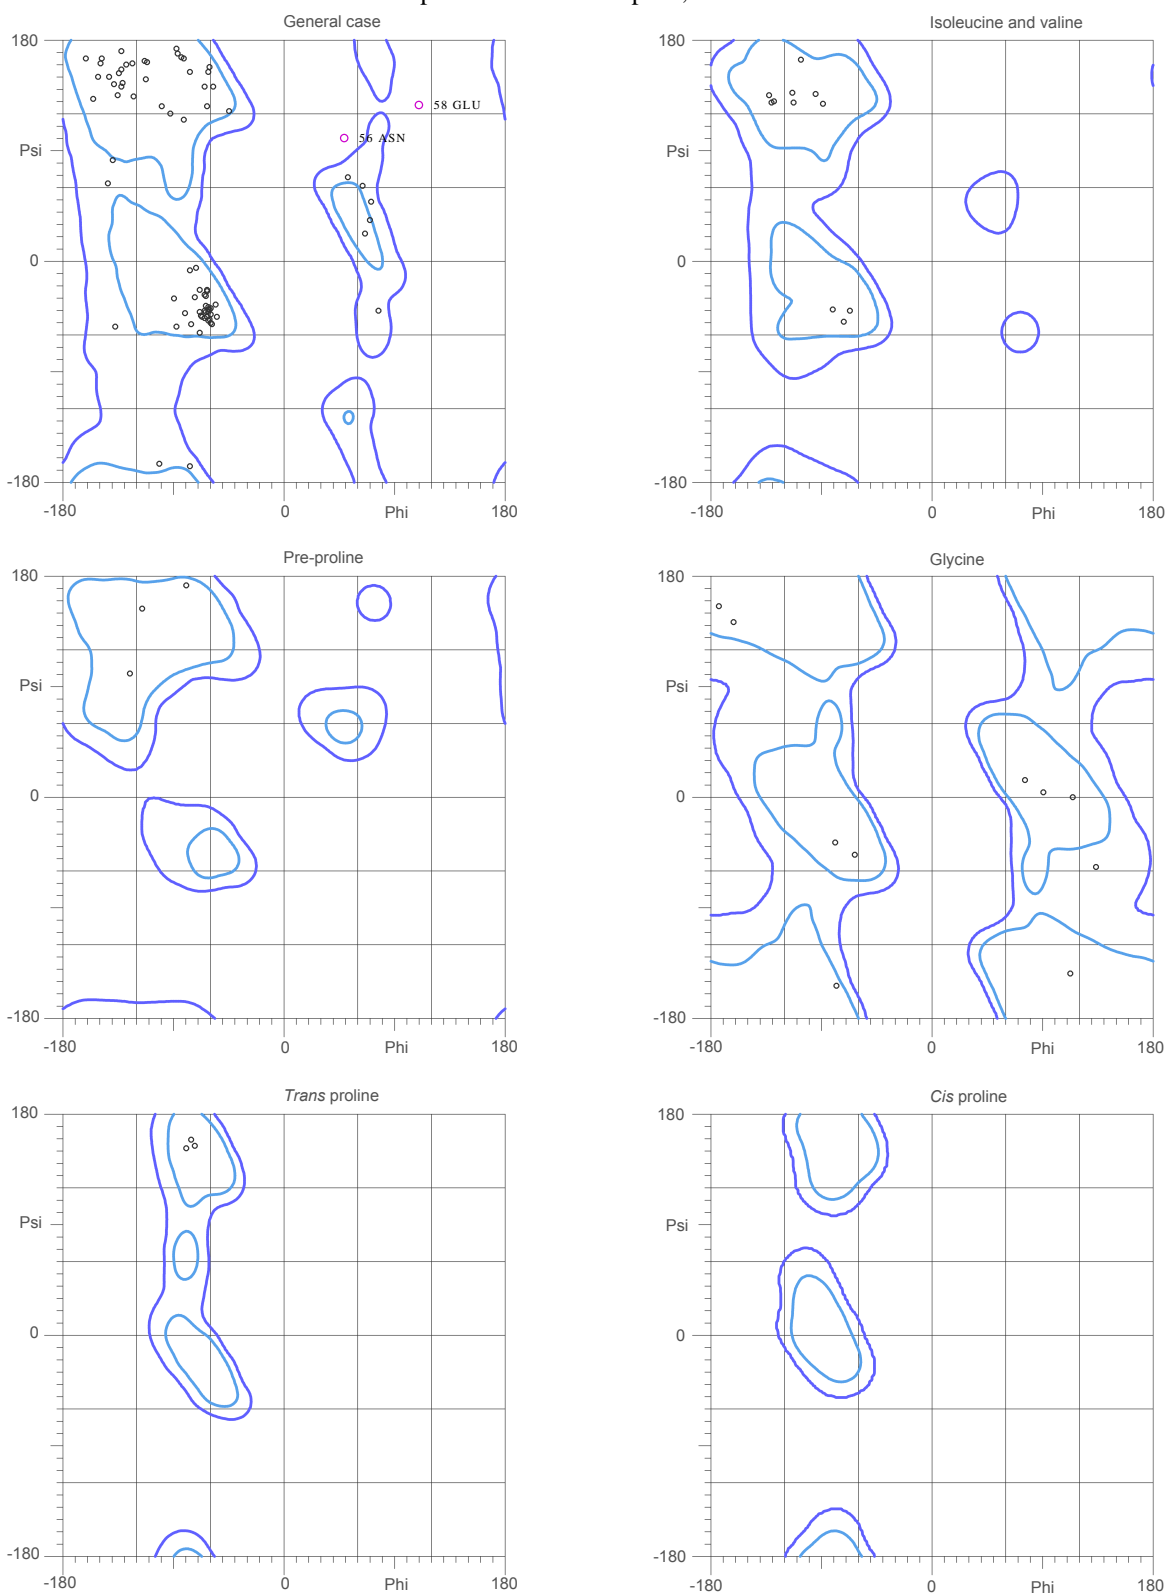 General case
Isoleucine and valine
180
Psi
0
-180
-180
0
Phi
180
58 GLU
56 ASN
180
Psi
0
-180
-180
0
Phi
180
Pre-proline
Glycine
180
Psi
0
-180
-180
0
Phi
180
180
Psi
0
-180
-180
0
Phi
180
Trans proline
Cis proline
180
Psi
0
-180
-180
0
Phi
180
180
Psi
0
-180
-180
0
Phi
180